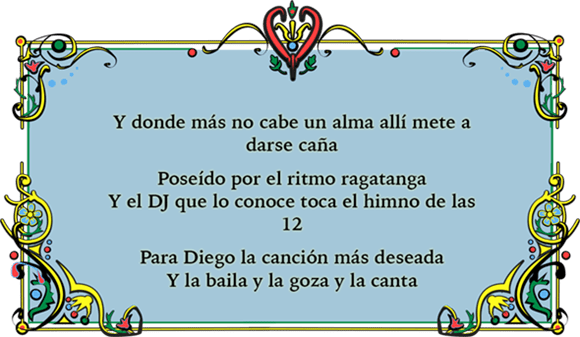 Y donde más no cabe un alma allí mete a
darse caña
Poseído por el ritmo ragatanga
Y el DJ que lo conoce toca el himno de las
12
Para Diego la canción más deseada
Y la baila y la goza y la canta